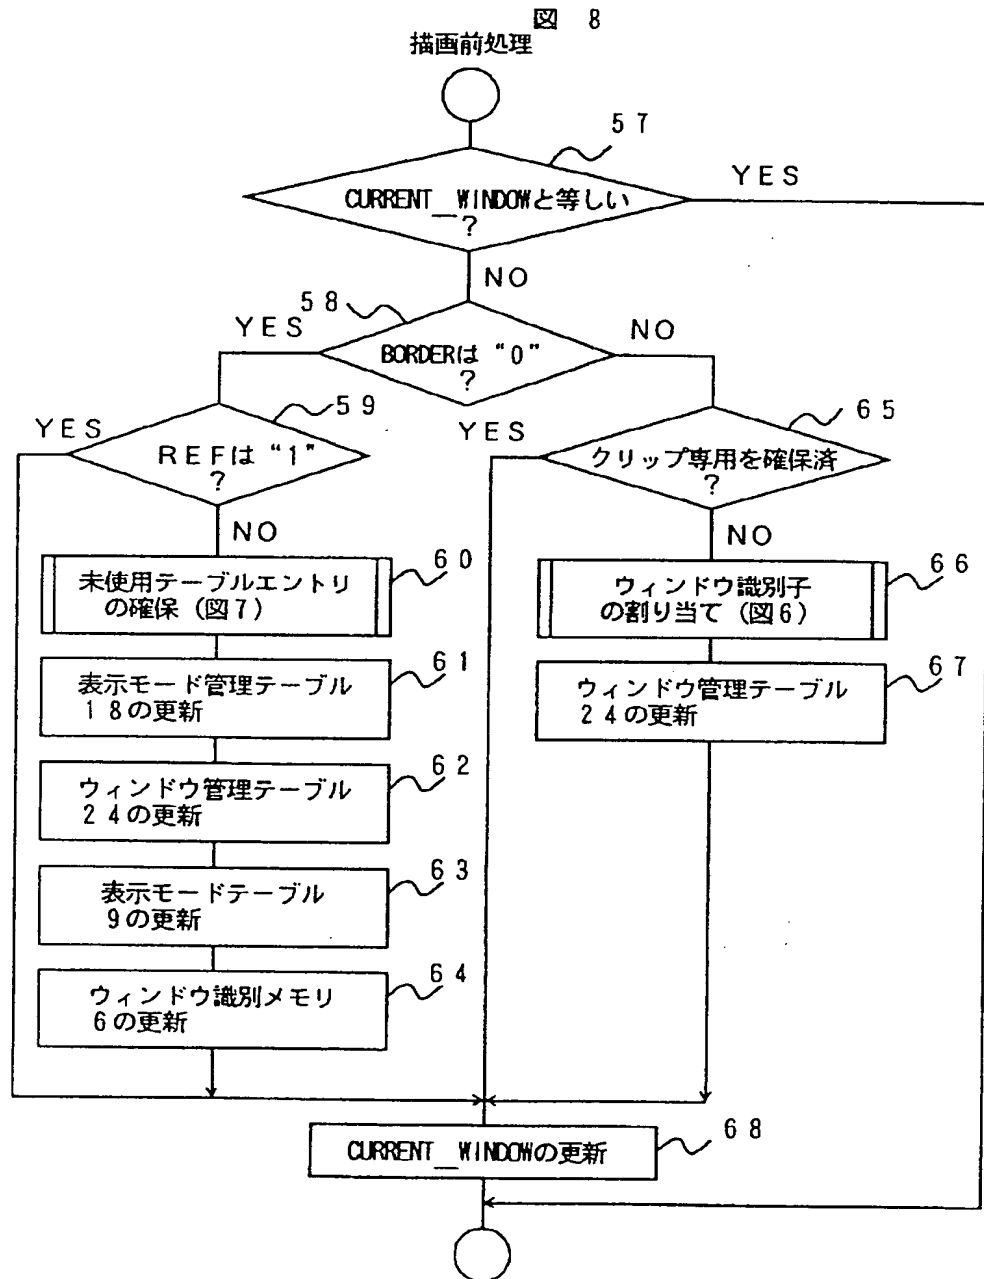 図 8
描画前処理
57
CURRENT_WINDOWと等しい
?
YES
NO
58
YES
BORDERは “0”
?
NO
59
YES
REFは “1”
?
NO
65
YES
クリップ専用を確保済
?
NO
60
未使用テーブルエントリ
の確保 (図7)
66
ウィンドウ識別子
の割り当て (図6)
61
表示モード管理テーブル
18の更新
67
ウィンドウ管理テーブル
24の更新
62
ウィンドウ管理テーブル
24の更新
63
表示モードテーブル
9の更新
64
ウィンドウ識別メモリ
6の更新
68
CURRENT_WINDOWの更新